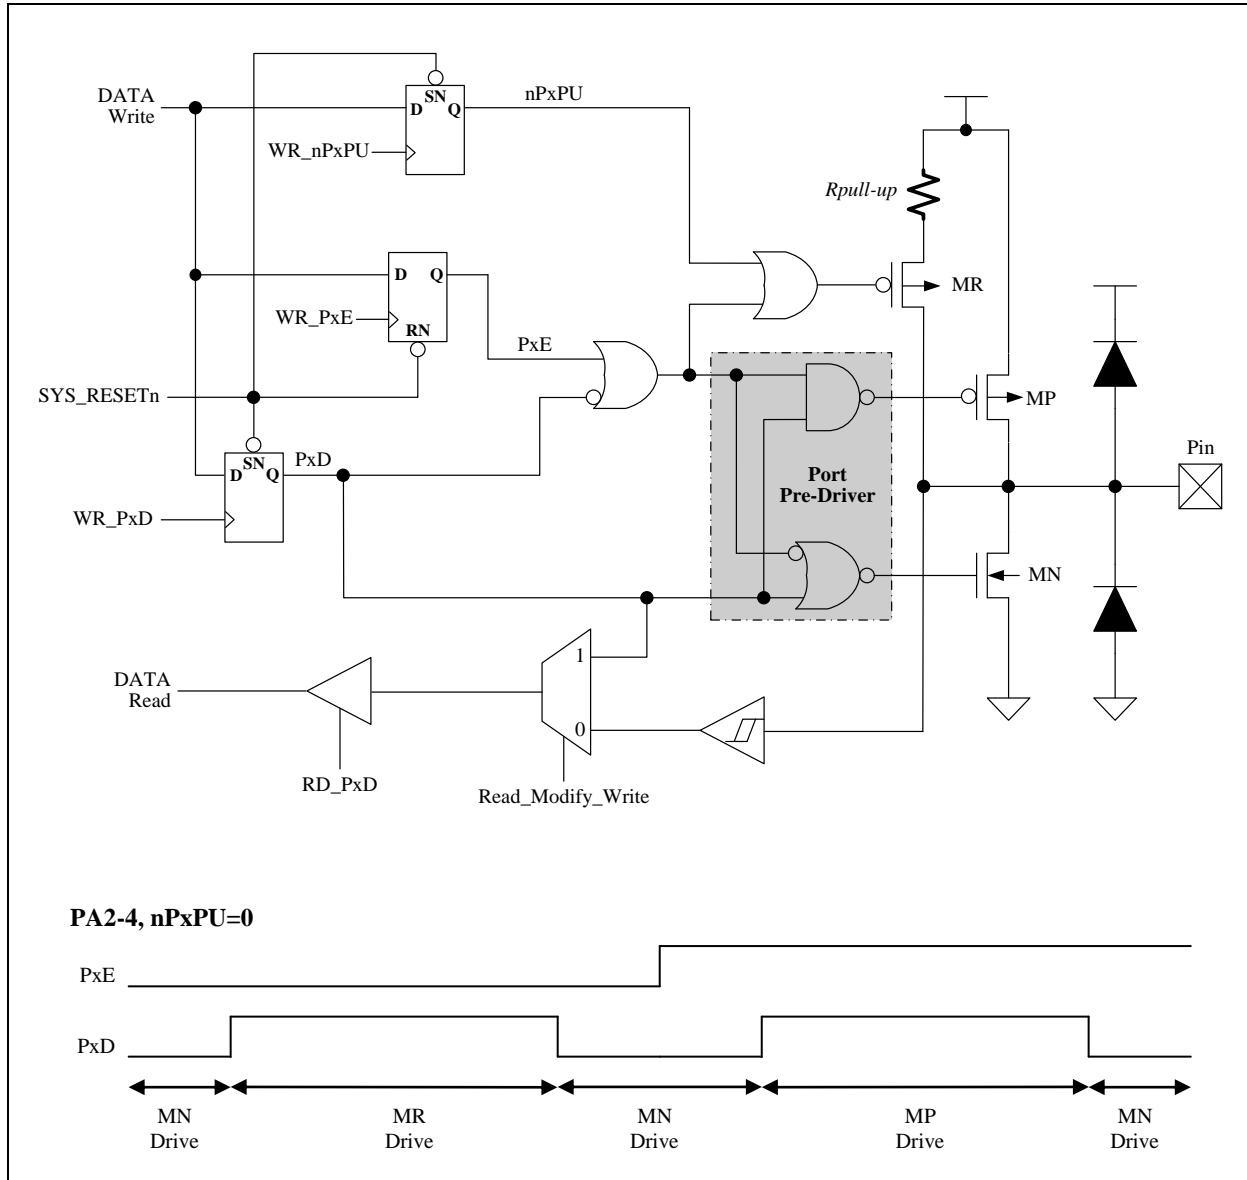 DATA
Write
SN
D Q
nPxPU
WR_nPxPU
Rpull-up
D Q
MR
WR_PxE
RN
PxE
SYS_RESETn
MP
SN
D Q
PxD
Pin
Port
Pre-Driver
WR_PxD
MN
1
DATA
Read
0
RD_PxD
Read_Modify_Write
PA2-4, nPxPU=0
PxE
PxD
MN
Drive
MR
Drive
MN
Drive
MP
Drive
MN
Drive